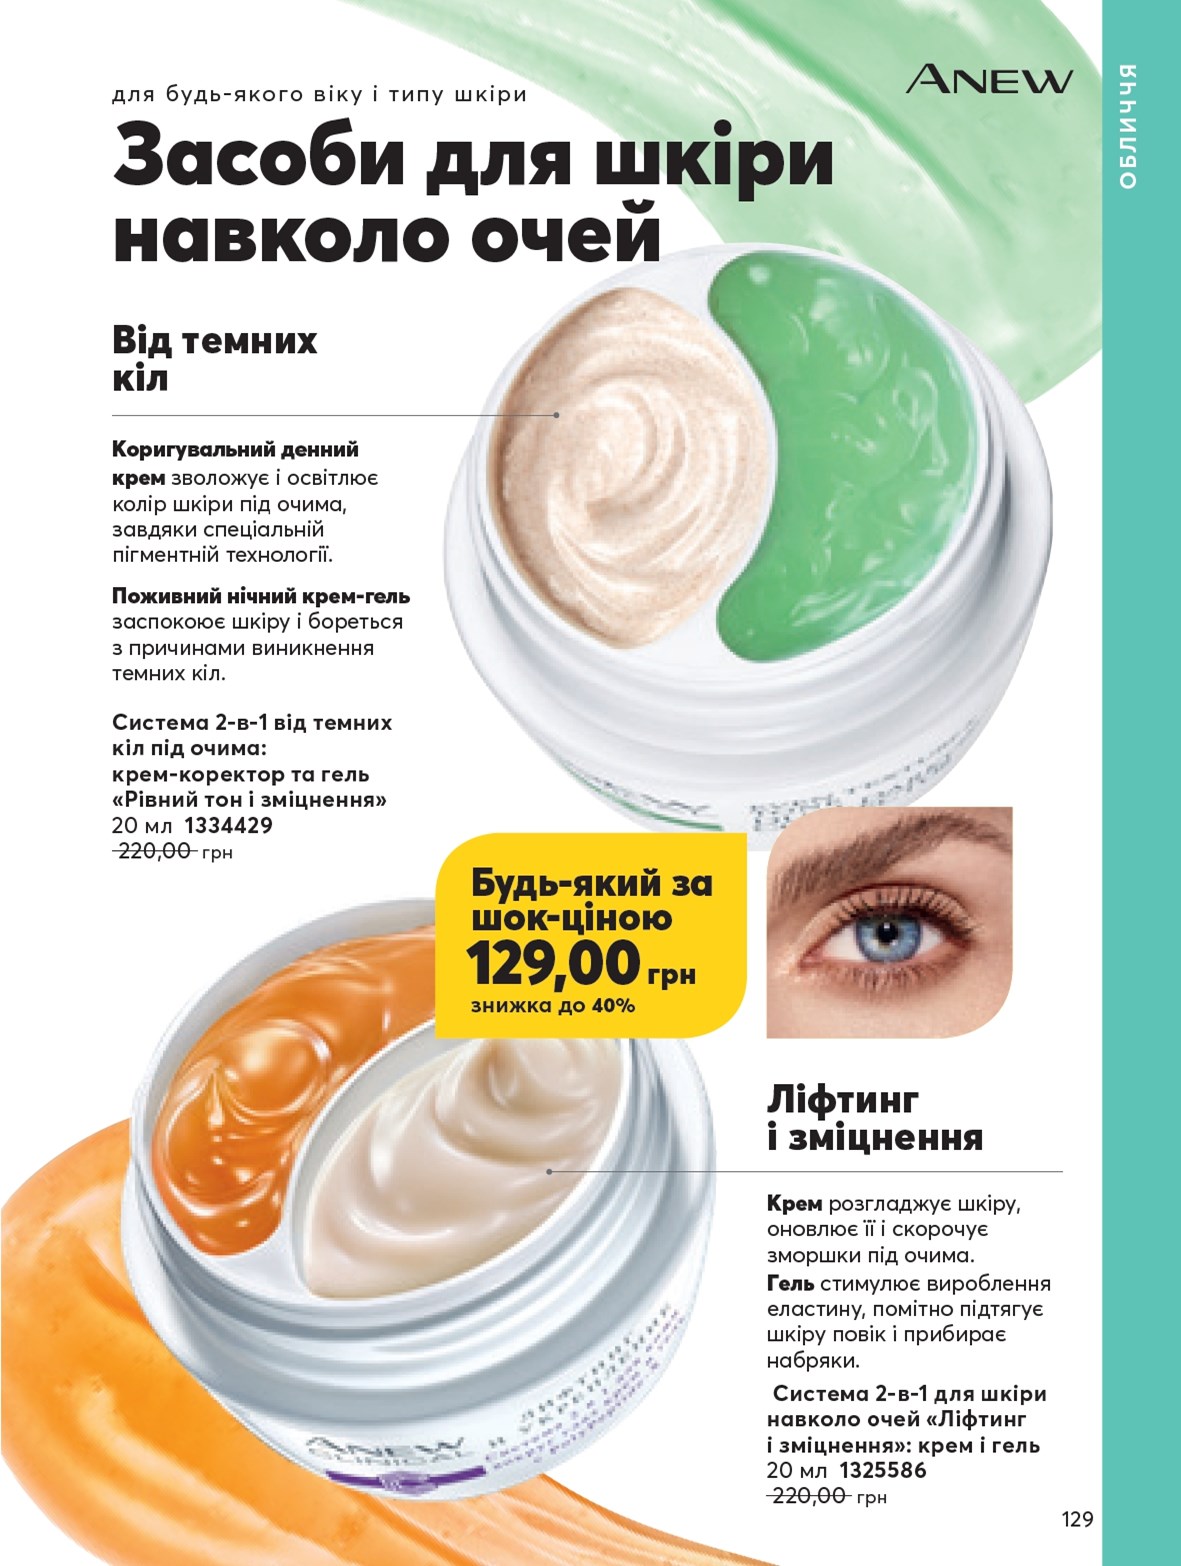 для будь-якого віку і типу шкіри
ANEW
ОБЛИЧЧЯ
Засоби для шкіри
навколо очей
Від темних
кіл
Коригувальний денний
крем зволожує і освітлює
колір шкіри під очима,
завдяки спеціальній
пігментній технології.
Поживний нічний крем-гель
заспокоює шкіру і бореться
з причинами виникнення
темних кіл.
Система 2-в-1 від темних
кіл під очима:
крем-коректор та гель
«Рівний тон і зміцнення»
20 мл 1334429
220,00 грн
Будь-який за
шок-ціною
129,00 грн
знижка до 40%
Ліфтинг
і зміцнення
Крем розгладжує шкіру,
оновлює її і скорочує
зморшки під очима.
Гель стимулює вироблення
еластину, помітно підтягує
шкіру повік і прибирає
набряки.
Система 2-в-1 для шкіри
навколо очей «Ліфтинг
і зміцнення»: крем і гель
20 мл 1325586
220,00 грн
ANEW
CLINICAL
129